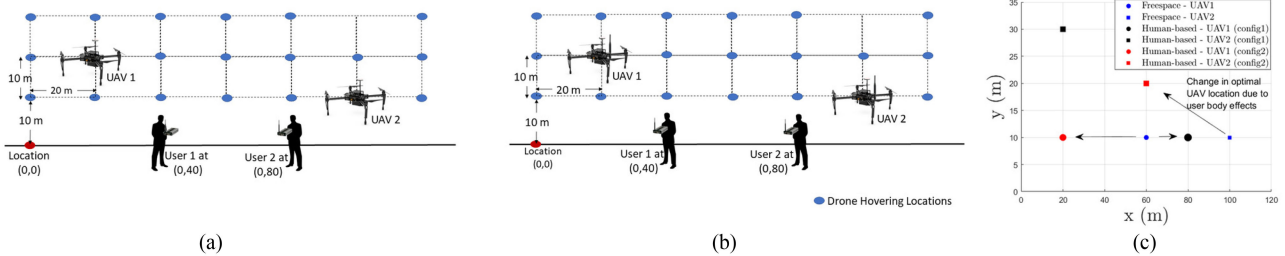 UAV 1
10 m
20 m
UAV 2
10 m
Location
(0,0)
User 1 at
(0,40)
User 2 at
(0,80)
(a)
UAV 1
10 m
20 m
UAV 2
10 m
Location
(0,0)
User 1 at
(0,40)
User 2 at
(0,80)
Drone Hovering Locations
(b)
Freespace - UAV1
Freespace - UAV2
Human-based - UAV1 (config1)
Human-based - UAV2 (config1)
Human-based - UAV1 (config2)
Human-based - UAV2 (config2)
Change in optimal
UAV location due to
user body effects
y (m)
35
30
25
20
15
10
5
0
0 20 40 60 80 100 120
x (m)
(c)